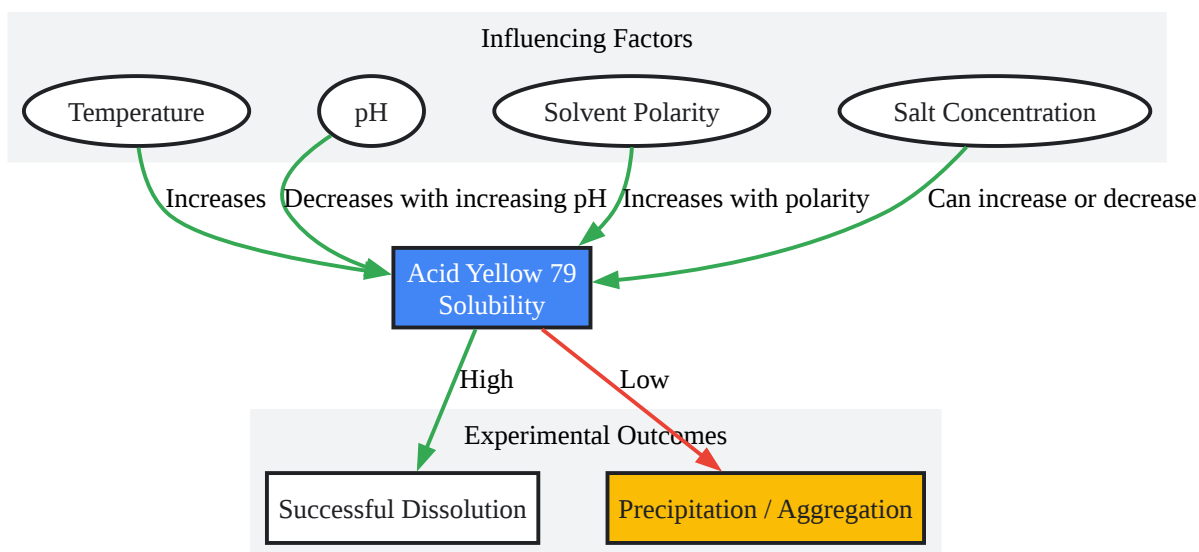 Influencing Factors
Temperature
pH
Solvent Polarity
Salt Concentration
Increases
Decreases with increasing pH
Increases with polarity
Can increase or decrease
Acid Yellow 79
Solubility
High
Low
Experimental Outcomes
Successful Dissolution
Precipitation / Aggregation